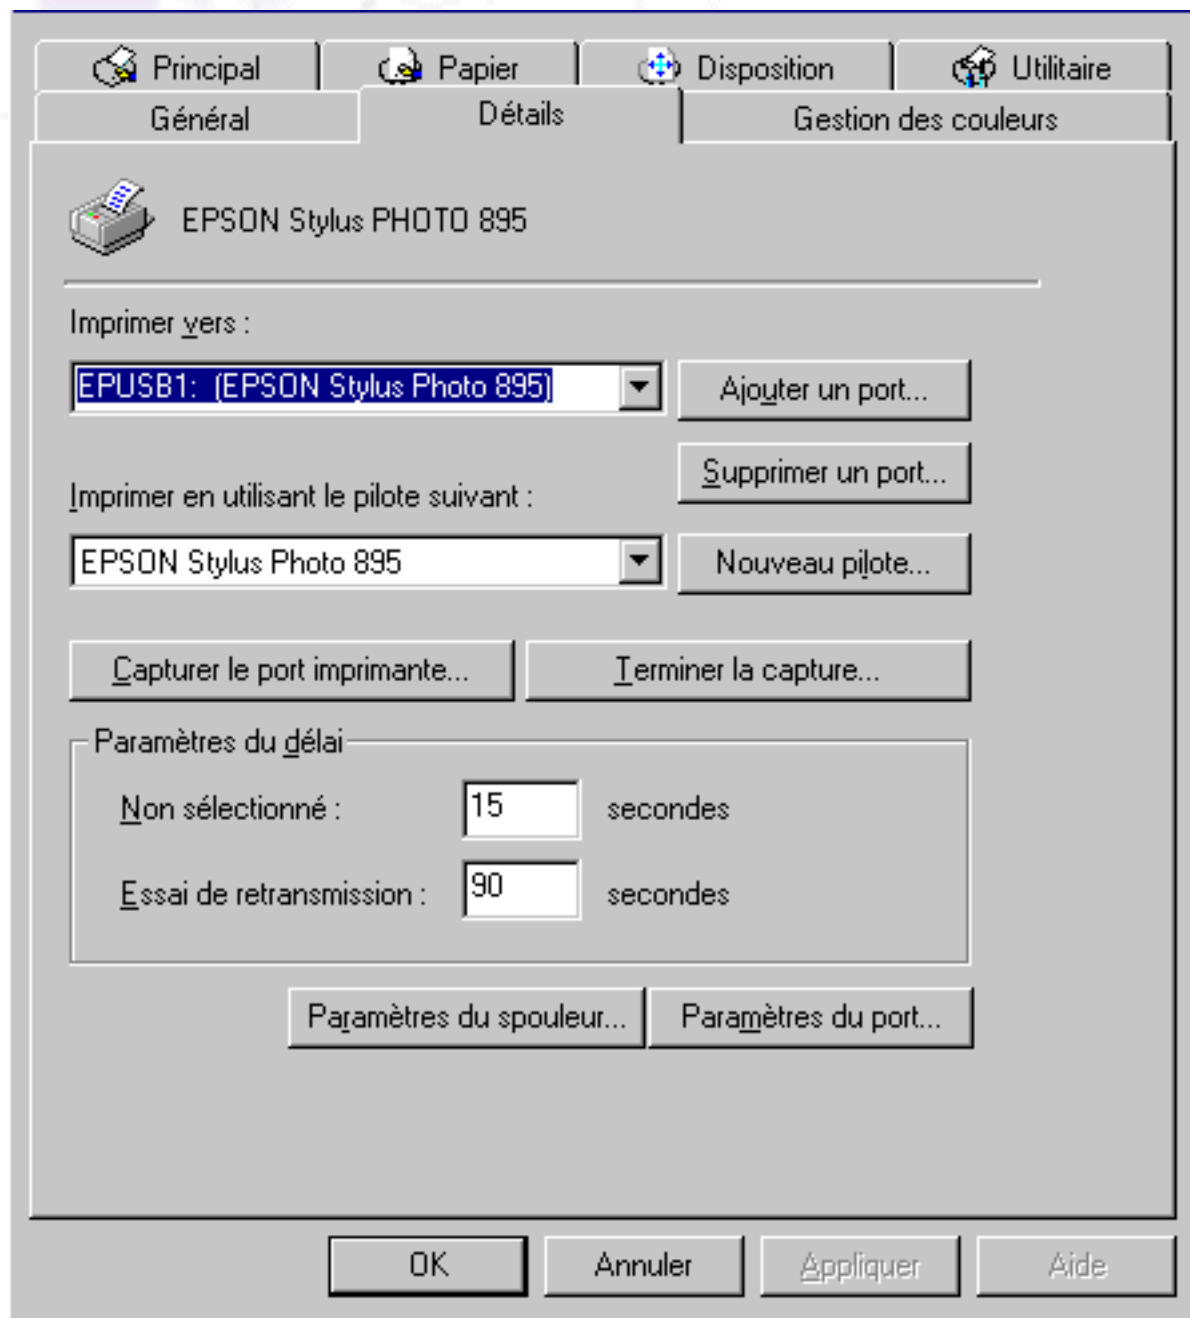 Principal Papier Disposition Utilitaire
Général Détails Gestion des couleurs
EPSON Stylus PHOTO 895
Imprimer vers :
EPUSB1: (EPSON Stylus Photo 895) Ajouter un port...
Supprimer un port...
Imprimer en utilisant le pilote suivant :
EPSON Stylus Photo 895 Nouveau pilote...
Capturer le port imprimante... Terminer la capture...
Paramètres du délai
Non sélectionné : 15 secondes
Essai de retransmission : 90 secondes
Paramètres du spouleur... Paramètres du port...
OK Annuler Appliquer Aide